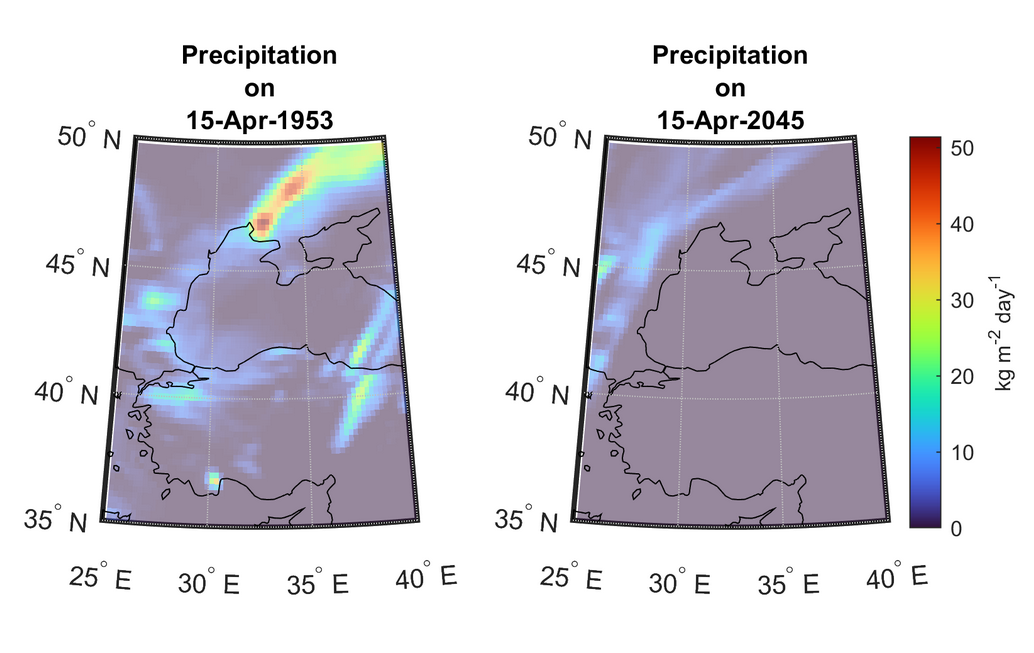 Precipitation
on
15-Apr-1953
50° N
45° N
40° N
35° N
25° E
30° E
35° E
40° E
Precipitation
on
15-Apr-2045
50° N
45° N
40° N
35° N
25° E
30° E
35° E
40° E
50
40
30
20
10
0
kg m⁻² day⁻¹